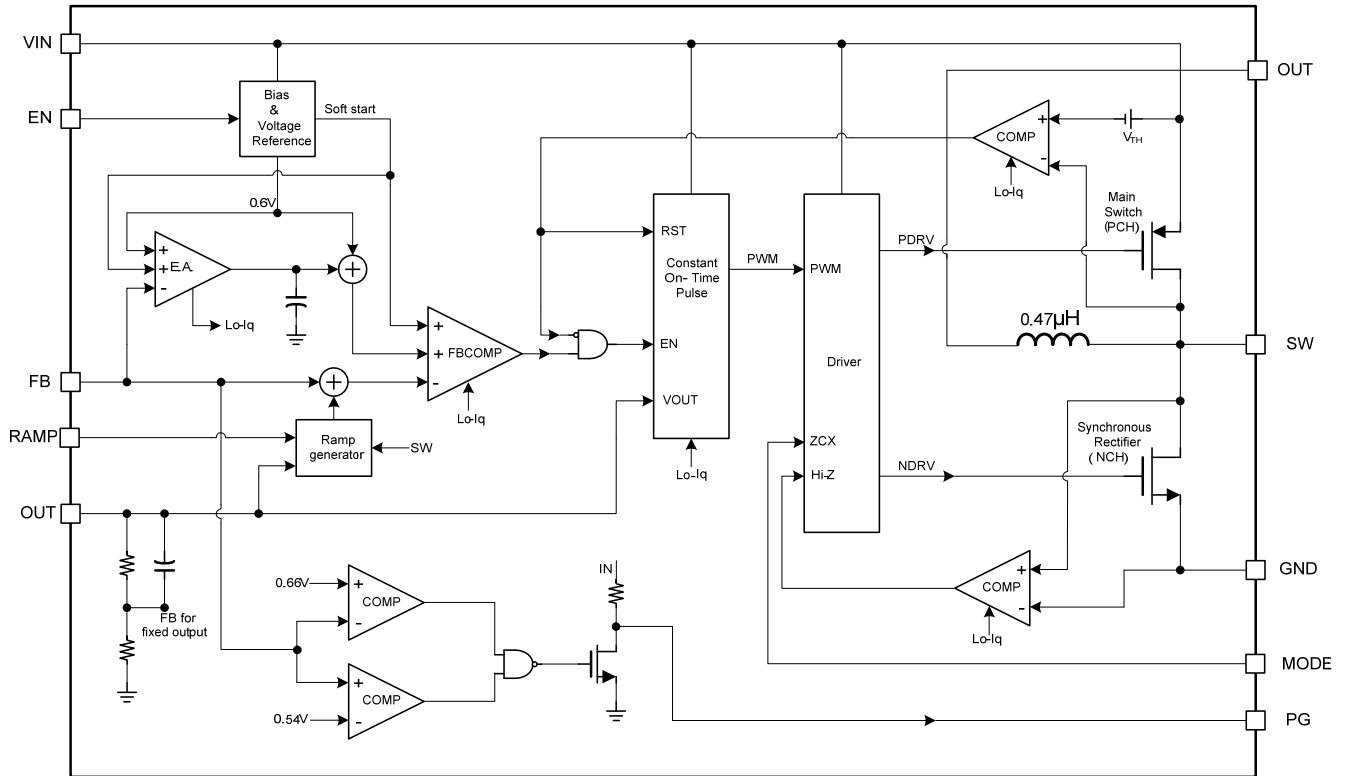 VIN
OUT
EN
Bias
&
Voltage
Reference
Soft start
+
COMP
-
VTH
Lo-Iq
0.6V
Main
Switch
(PCH)
RST
Constant
On- Time
Pulse
PWM
PWM
PDRV
+
+
E.A.
-
+
Lo-Iq
0.47µH
SW
+
+
FBCOMP
-
Lo-Iq
EN
Driver
FB
+
VOUT
RAMP
Ramp
generator
SW
Synchronous
Rectifier
( NCH)
ZCX
Hi-Z
NDRV
Lo-Iq
OUT
GND
+
COMP
-
Lo-Iq
IN
0.66V
+
COMP
-
FB for
fixed output
MODE
+
COMP
-
0.54V
PG